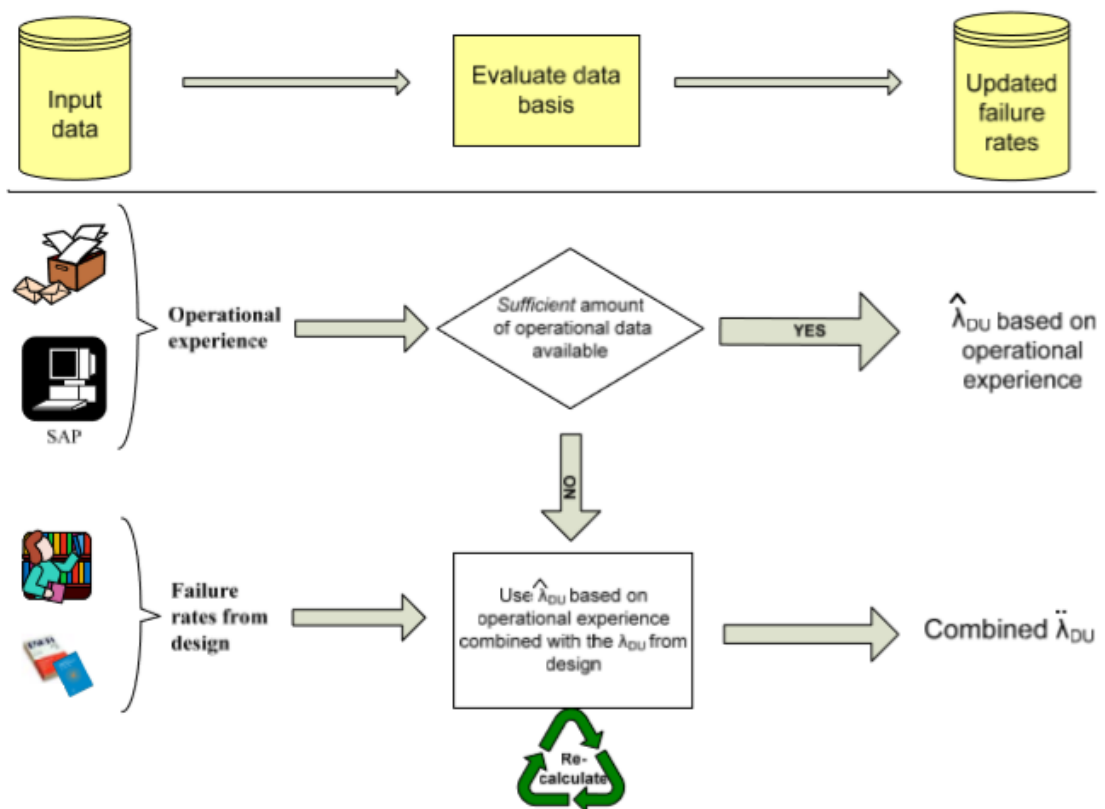 Input
data
Evaluate data
basis
Updated
failure
rates
Operational
experience
SAP
Sufficient amount
of operational data
available
YES
λ̂DU based on
operational
experience
NO
Failure
rates from
design
Use λ̂DU based on
operational experience
combined with the λDU from
design
Combined λ̈DU
Re-
calculate